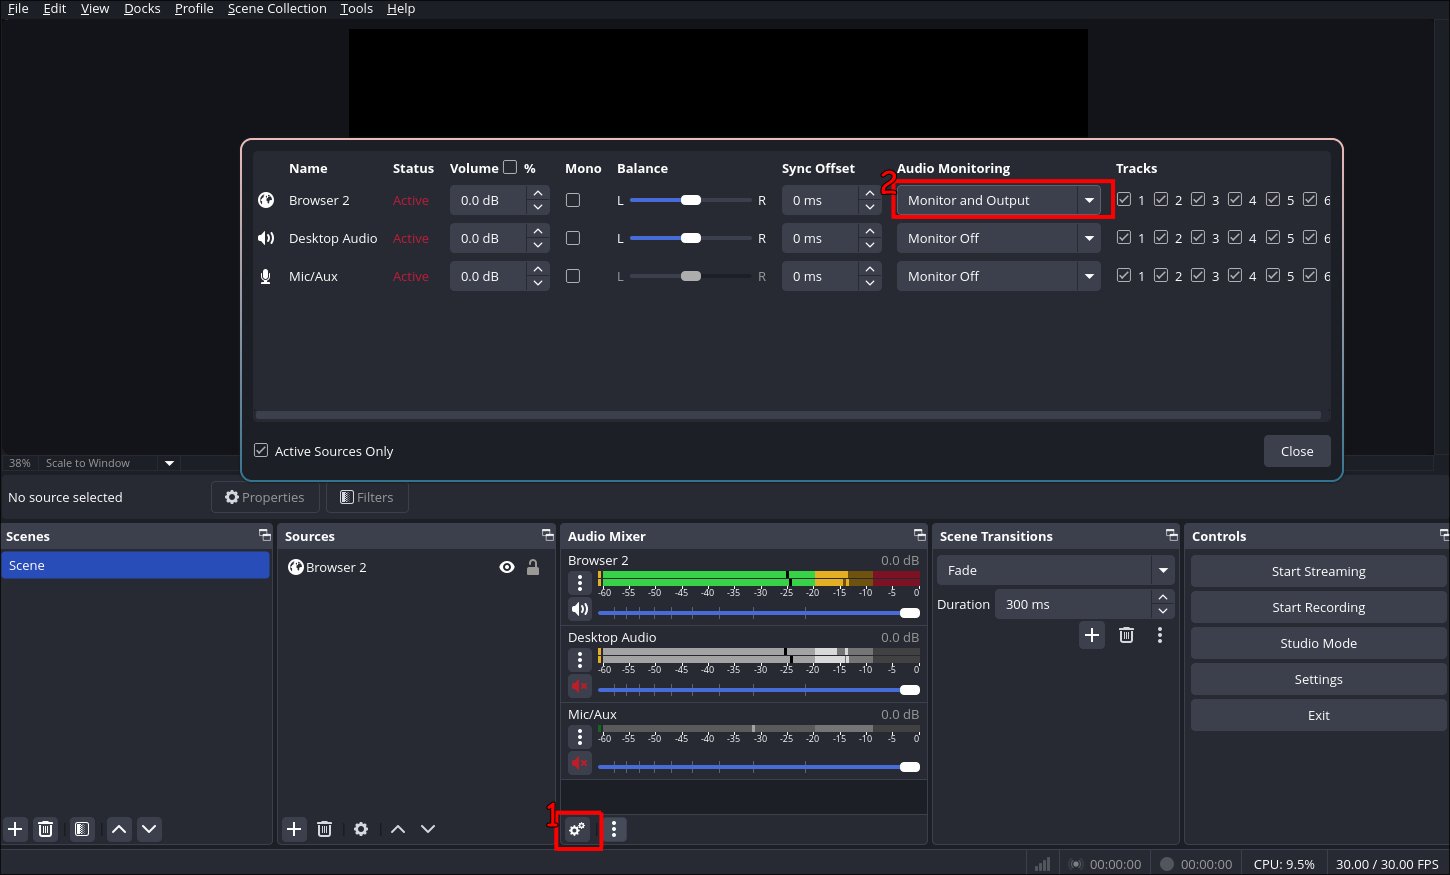 File Edit View Docks Profile Scene Collection Tools Help
Name Status Volume % Mono Balance Sync Offset Audio Monitoring Tracks
2
Browser 2 Active 0.0 dB L R 0 ms Monitor and Output 1 2 3 4 5 6
Desktop Audio Active 0.0 dB L R 0 ms Monitor Off 1 2 3 4 5 6
Mic/Aux Active 0.0 dB L R 0 ms Monitor Off 1 2 3 4 5 6
Active Sources Only Close
38% Scale to Window
No source selected Properties Filters
Scenes
Scene
Sources
Browser 2
Audio Mixer
Browser 2 0.0 dB
-60 -55 -50 -45 -40 -35 -30 -25 -20 -15 -10 -5 0
Desktop Audio 0.0 dB
-60 -55 -50 -45 -40 -35 -30 -25 -20 -15 -10 -5 0
Mic/Aux 0.0 dB
-60 -55 -50 -45 -40 -35 -30 -25 -20 -15 -10 -5 0
1
Scene Transitions
Fade
Duration 300 ms
Controls
Start Streaming
Start Recording
Studio Mode
Settings
Exit
00:00:00 00:00:00 CPU: 9.5% 30.00 / 30.00 FPS